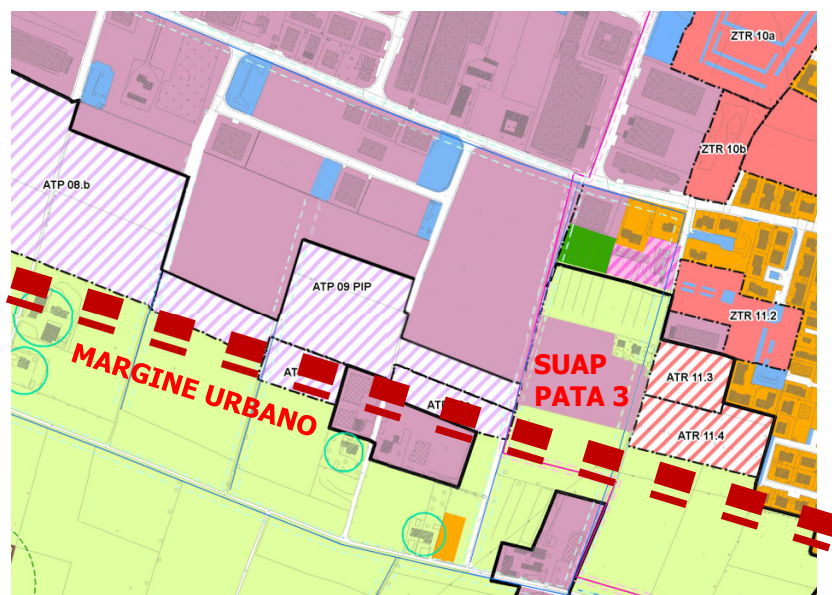 ZTR 10a
ZTR 10b
ATP 08.b
ATP 09 PIP
ZTR 11.2
MARGINE URBANO
SUAP
PATA 3
ATR 11.3
ATR 11.4